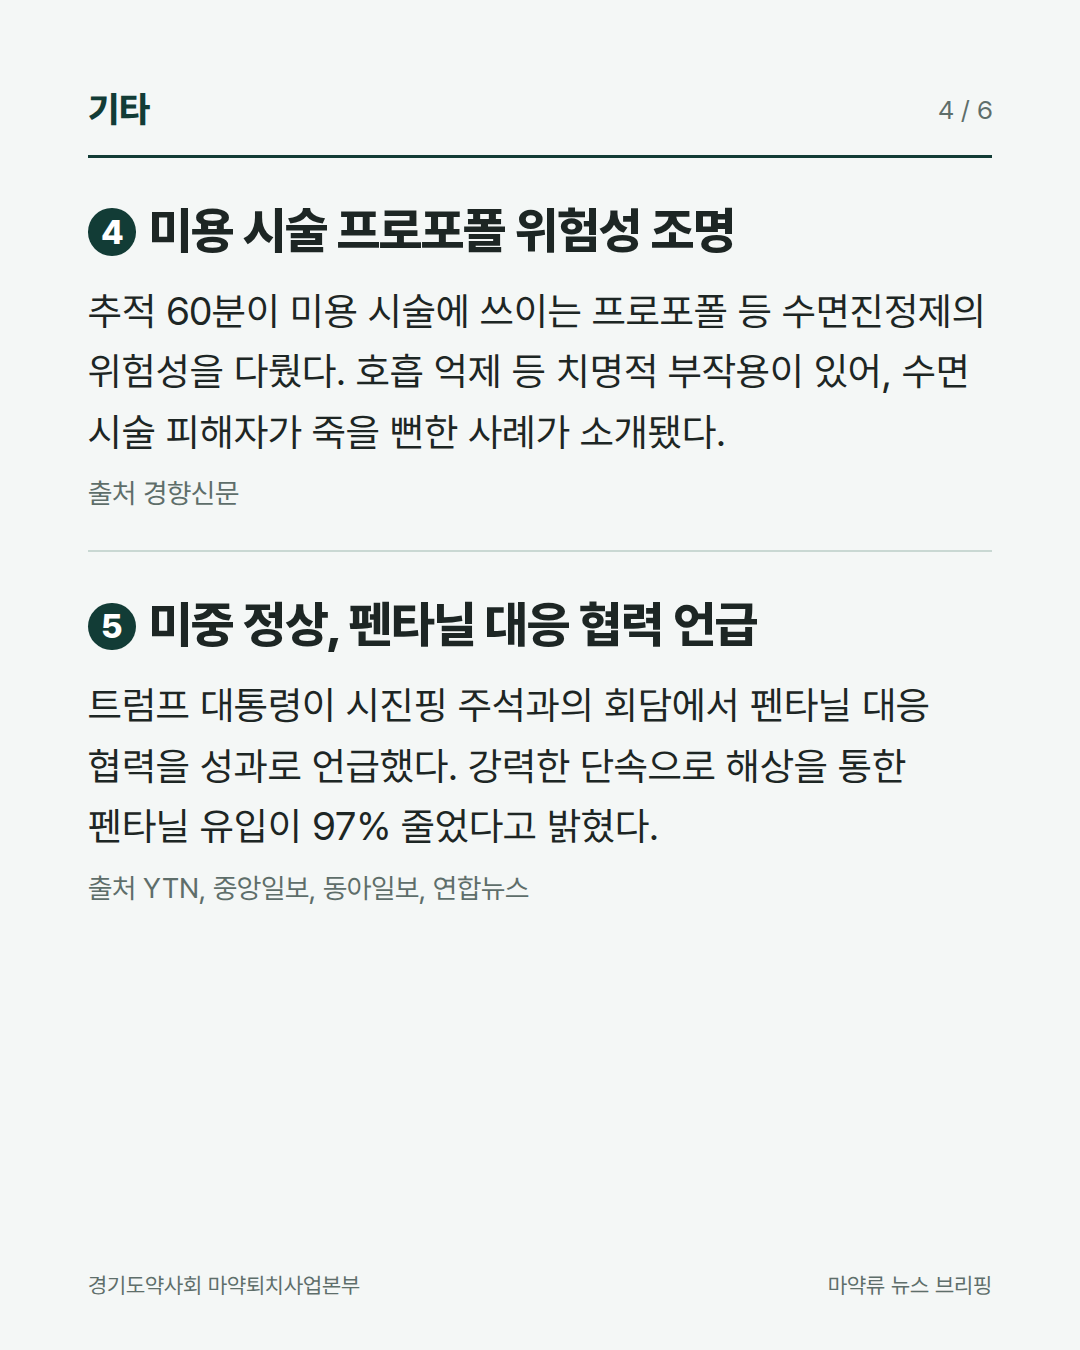 기타
4 / 6
4 미용 시술 프로포폴 위험성 조명
추적 60분이 미용 시술에 쓰이는 프로포폴 등 수면진정제의
위험성을 다뤘다. 호흡 억제 등 치명적 부작용이 있어, 수면
시술 피해자가 죽을 뻔한 사례가 소개됐다.
출처 경향신문
5 미중 정상, 펜타닐 대응 협력 언급
트럼프 대통령이 시진핑 주석과의 회담에서 펜타닐 대응
협력을 성과로 언급했다. 강력한 단속으로 해상을 통한
펜타닐 유입이 97% 줄었다고 밝혔다.
출처 YTN, 중앙일보, 동아일보, 연합뉴스
경기도약사회 마약퇴치사업본부
마약류 뉴스 브리핑